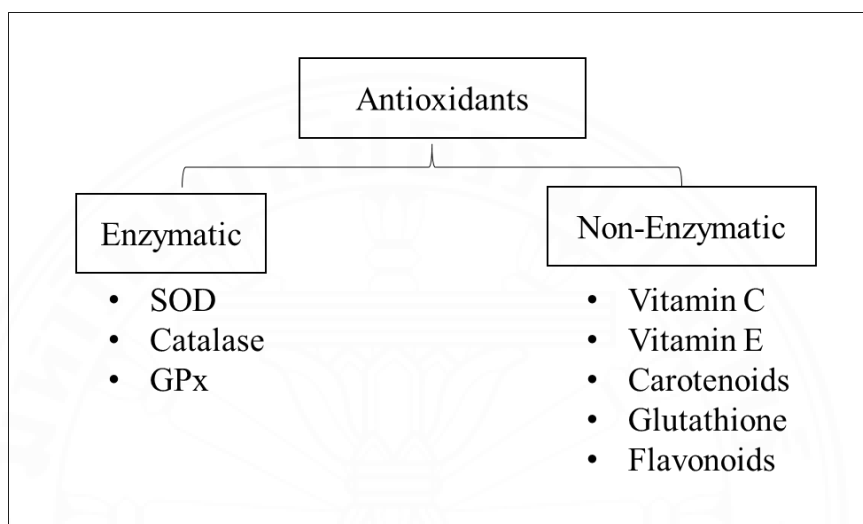 Antioxidants
Enzymatic
• SOD
• Catalase
• GPx
Non-Enzymatic
• Vitamin C
• Vitamin E
• Carotenoids
• Glutathione
• Flavonoids